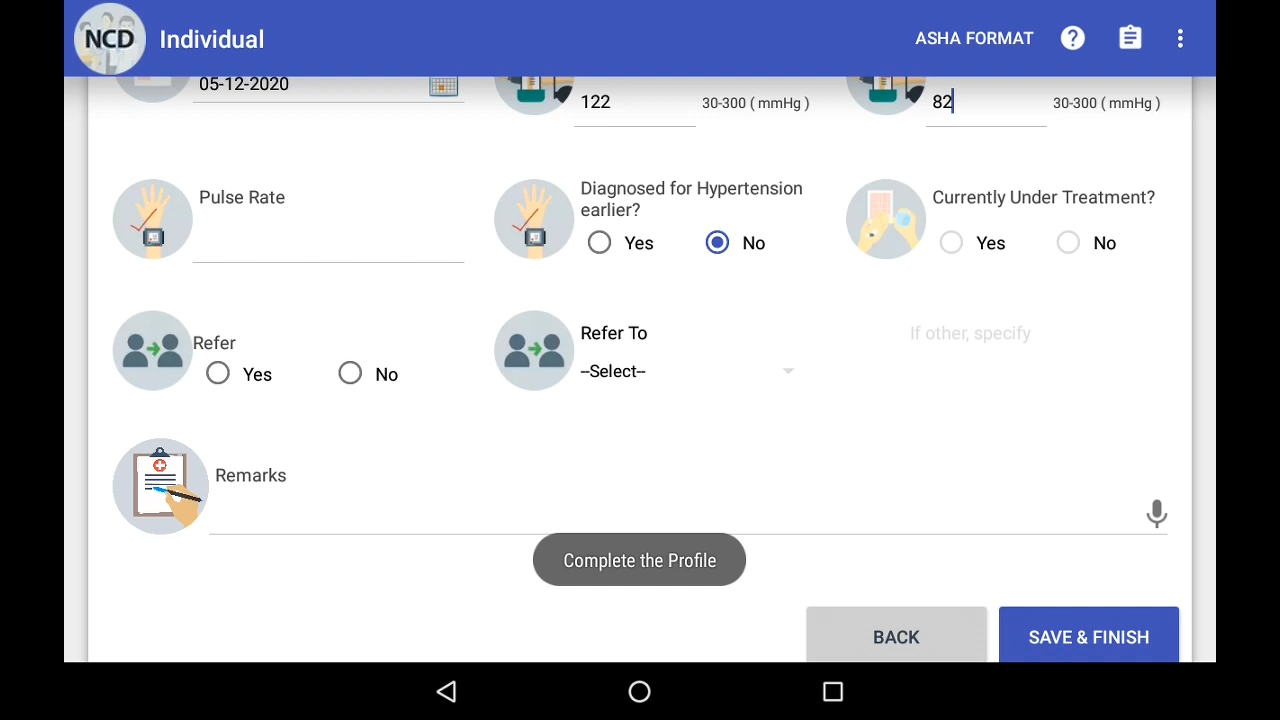 NCD Individual ASHA FORMAT ?
05-12-2020
122 30-300 ( mmHg )
82 30-300 ( mmHg )
Pulse Rate
Diagnosed for Hypertension
earlier?
Yes No
Currently Under Treatment?
Yes No
Refer
Yes No
Refer To
--Select--
If other, specify
Remarks
Complete the Profile
BACK SAVE & FINISH